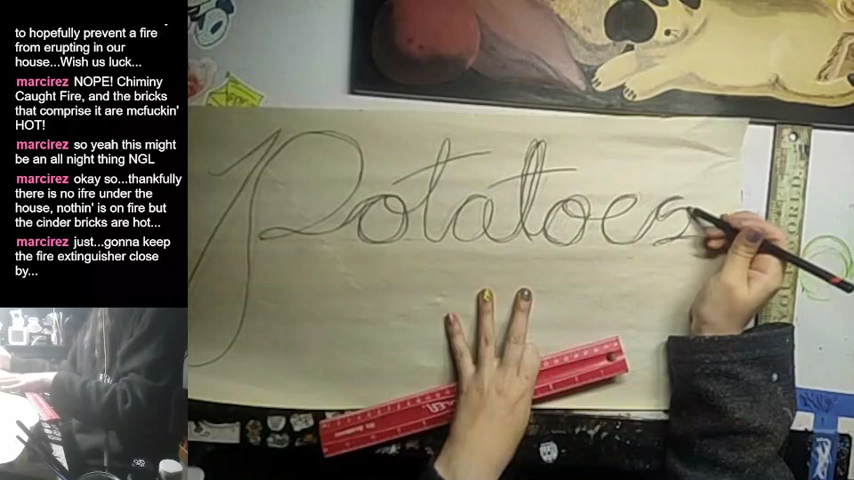 to hopefully prevent a fire
from erupting in our
house...Wish us luck...
marcirez NOPE! Chiminy
Caught Fire, and the bricks
that comprise it are mcfuckin'
HOT!
marcirez so yeah this might
be an all night thing NGL
marcirez okay so...thankfully
there is no ifre under the
house, nothin' is on fire but
the cinder bricks are hot...
marcirez just...gonna keep
the fire extinguisher close
by...
Potatoes